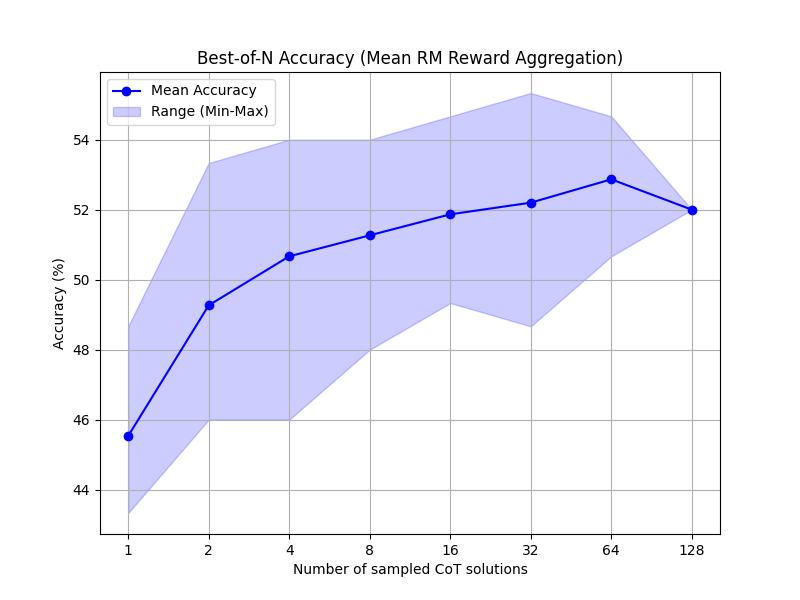 Best-of-N Accuracy (Mean RM Reward Aggregation)
Mean Accuracy
Range (Min-Max)
Accuracy (%)
54
52
50
48
46
44
1 2 4 8 16 32 64 128
Number of sampled CoT solutions